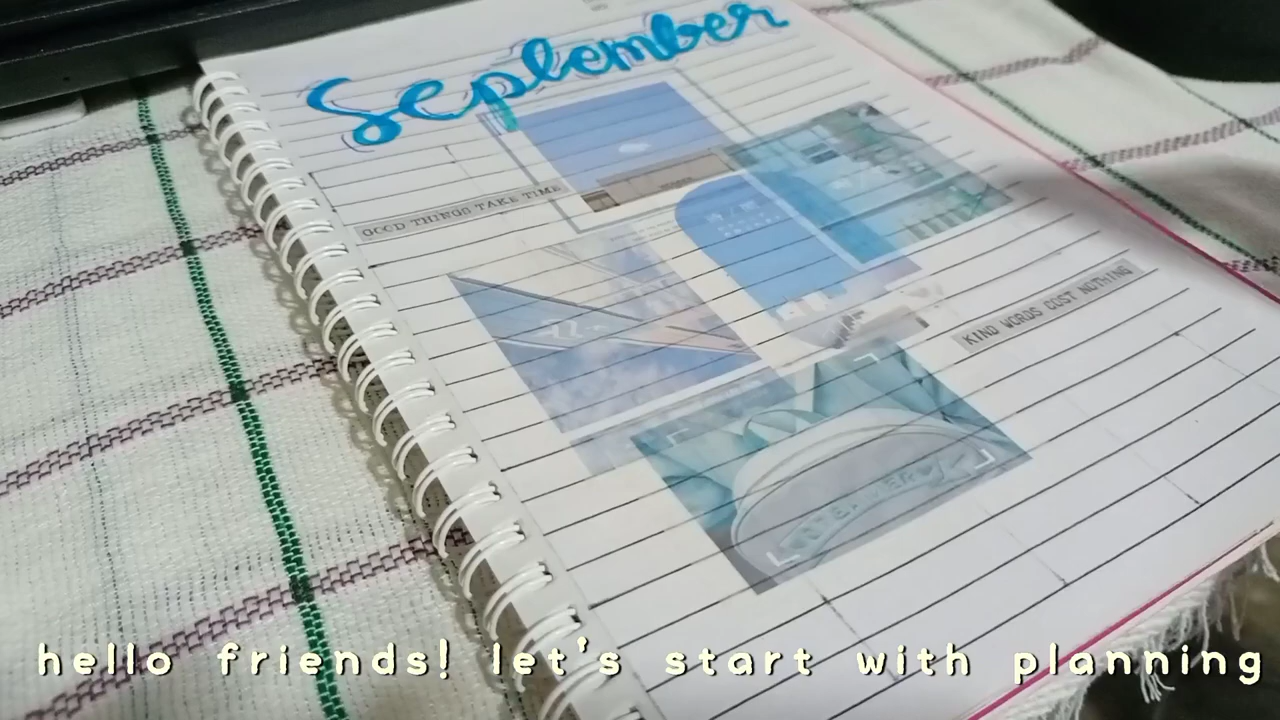 September
GOOD THINGS TAKE TIME
KIND WORDS COST NOTHING
hello friends! let's start with planning